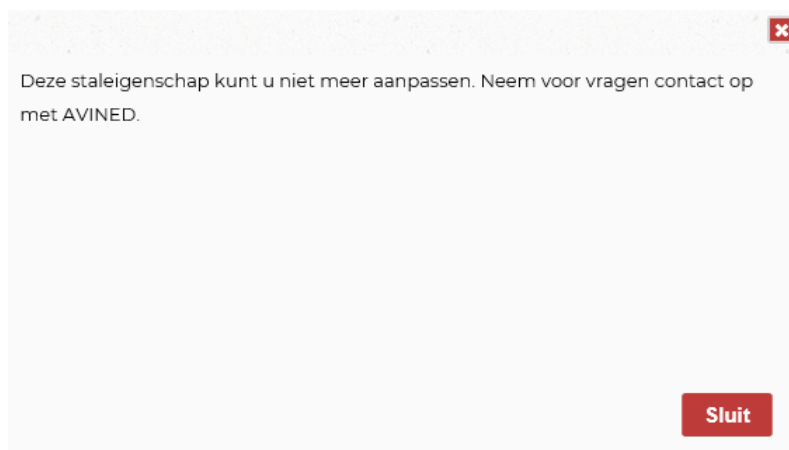 Deze staleigenschap kunt u niet meer aanpassen. Neem voor vragen contact op
met AVINED.
Sluit